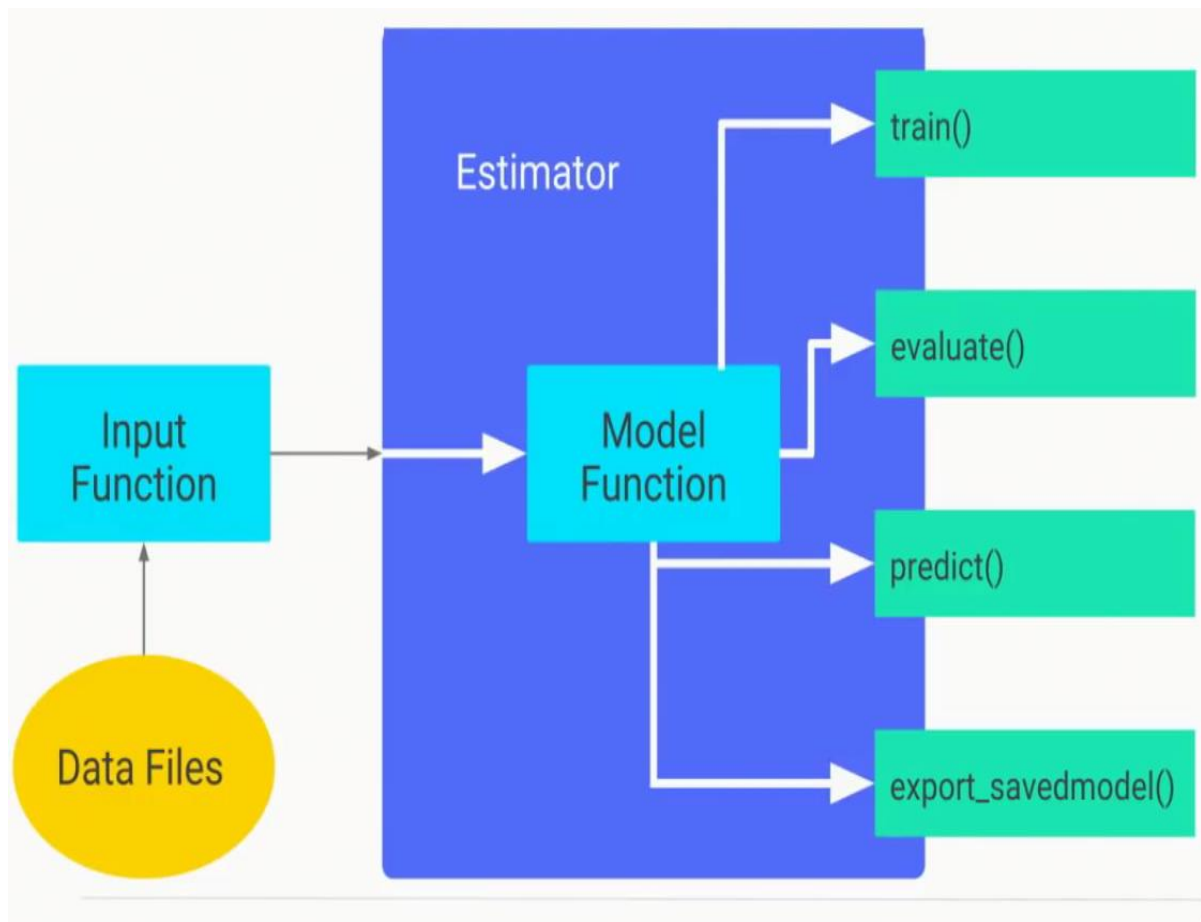 Estimator
train()
evaluate()
Input
Function
Model
Function
predict()
Data Files
export_savedmodel()